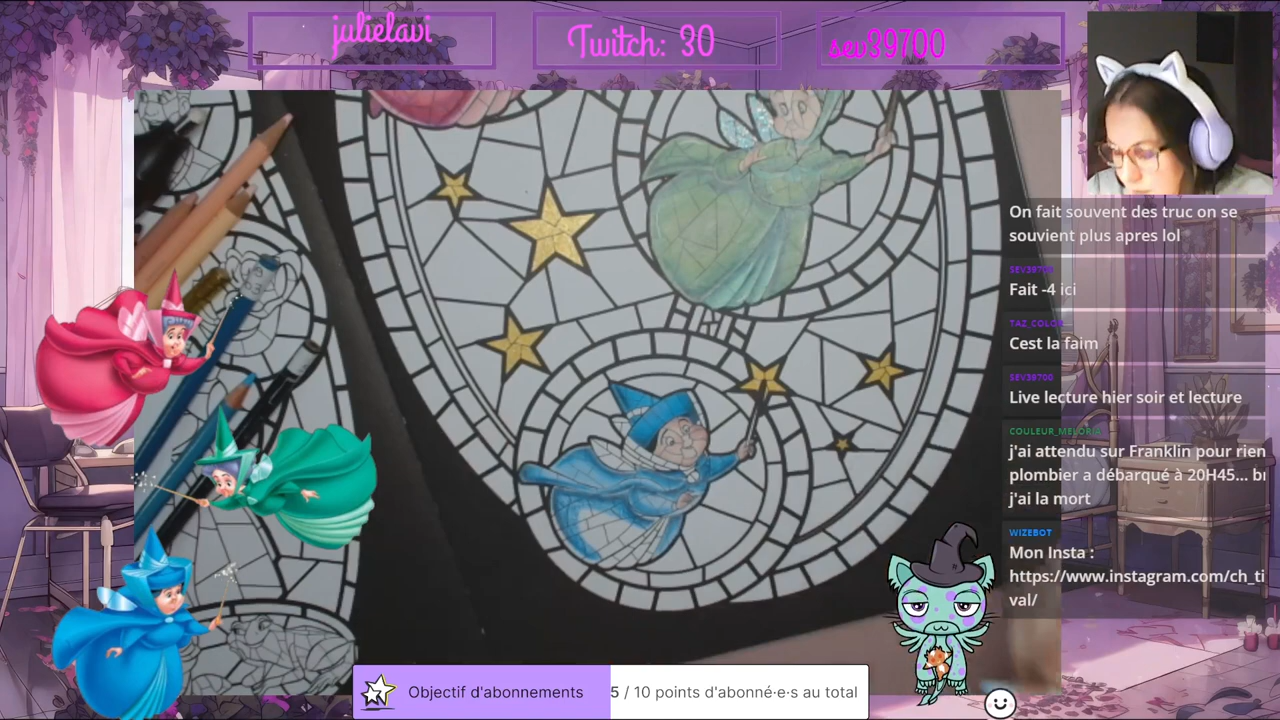 julielavi
Twitch: 30
sev39700
On fait souvent des truc on se
souvient plus apres lol
SEV39700
Fait -4 ici
TAZ_COLOR
Cest la faim
SEV39700
Live lecture hier soir et lecture
COULEUR_MELORIA
j'ai attendu sur Franklin pour rien
plombier a débarqué à 20H45...
j'ai la mort
WIZEBOT
Mon Insta :
https://www.instagram.com/ch_ti
val/
Objectif d'abonnements
5 / 10 points d'abonné·e·s au total